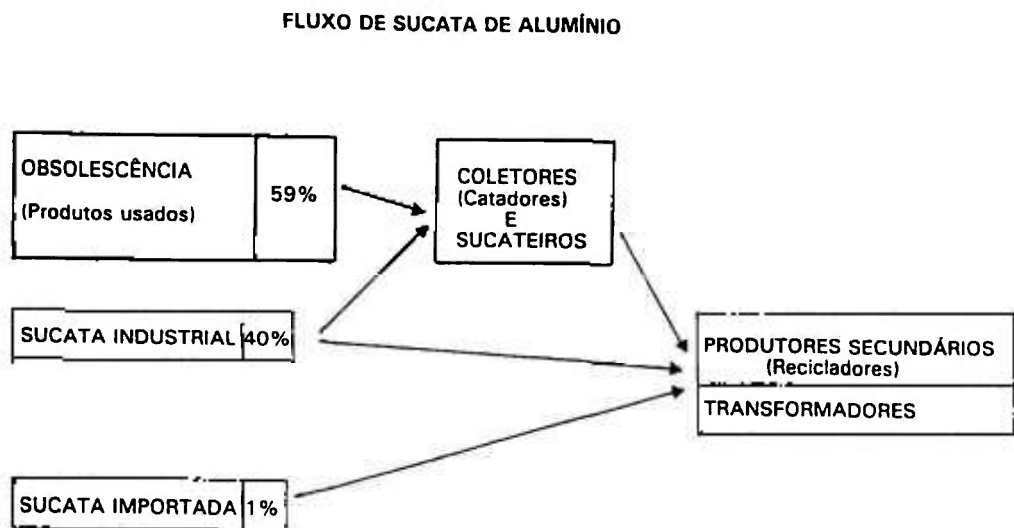 FLUXO DE SUCATA DE ALUMÍNIO
OBSOLESCÊNCIA
(Produtos usados)
59%
COLETORES
(Catadores)
E
SUCATEIROS
SUCATA INDUSTRIAL 40%
PRODUTORES SECUNDÁRIOS
(Recicladores)
TRANSFORMADORES
SUCATA IMPORTADA 1%